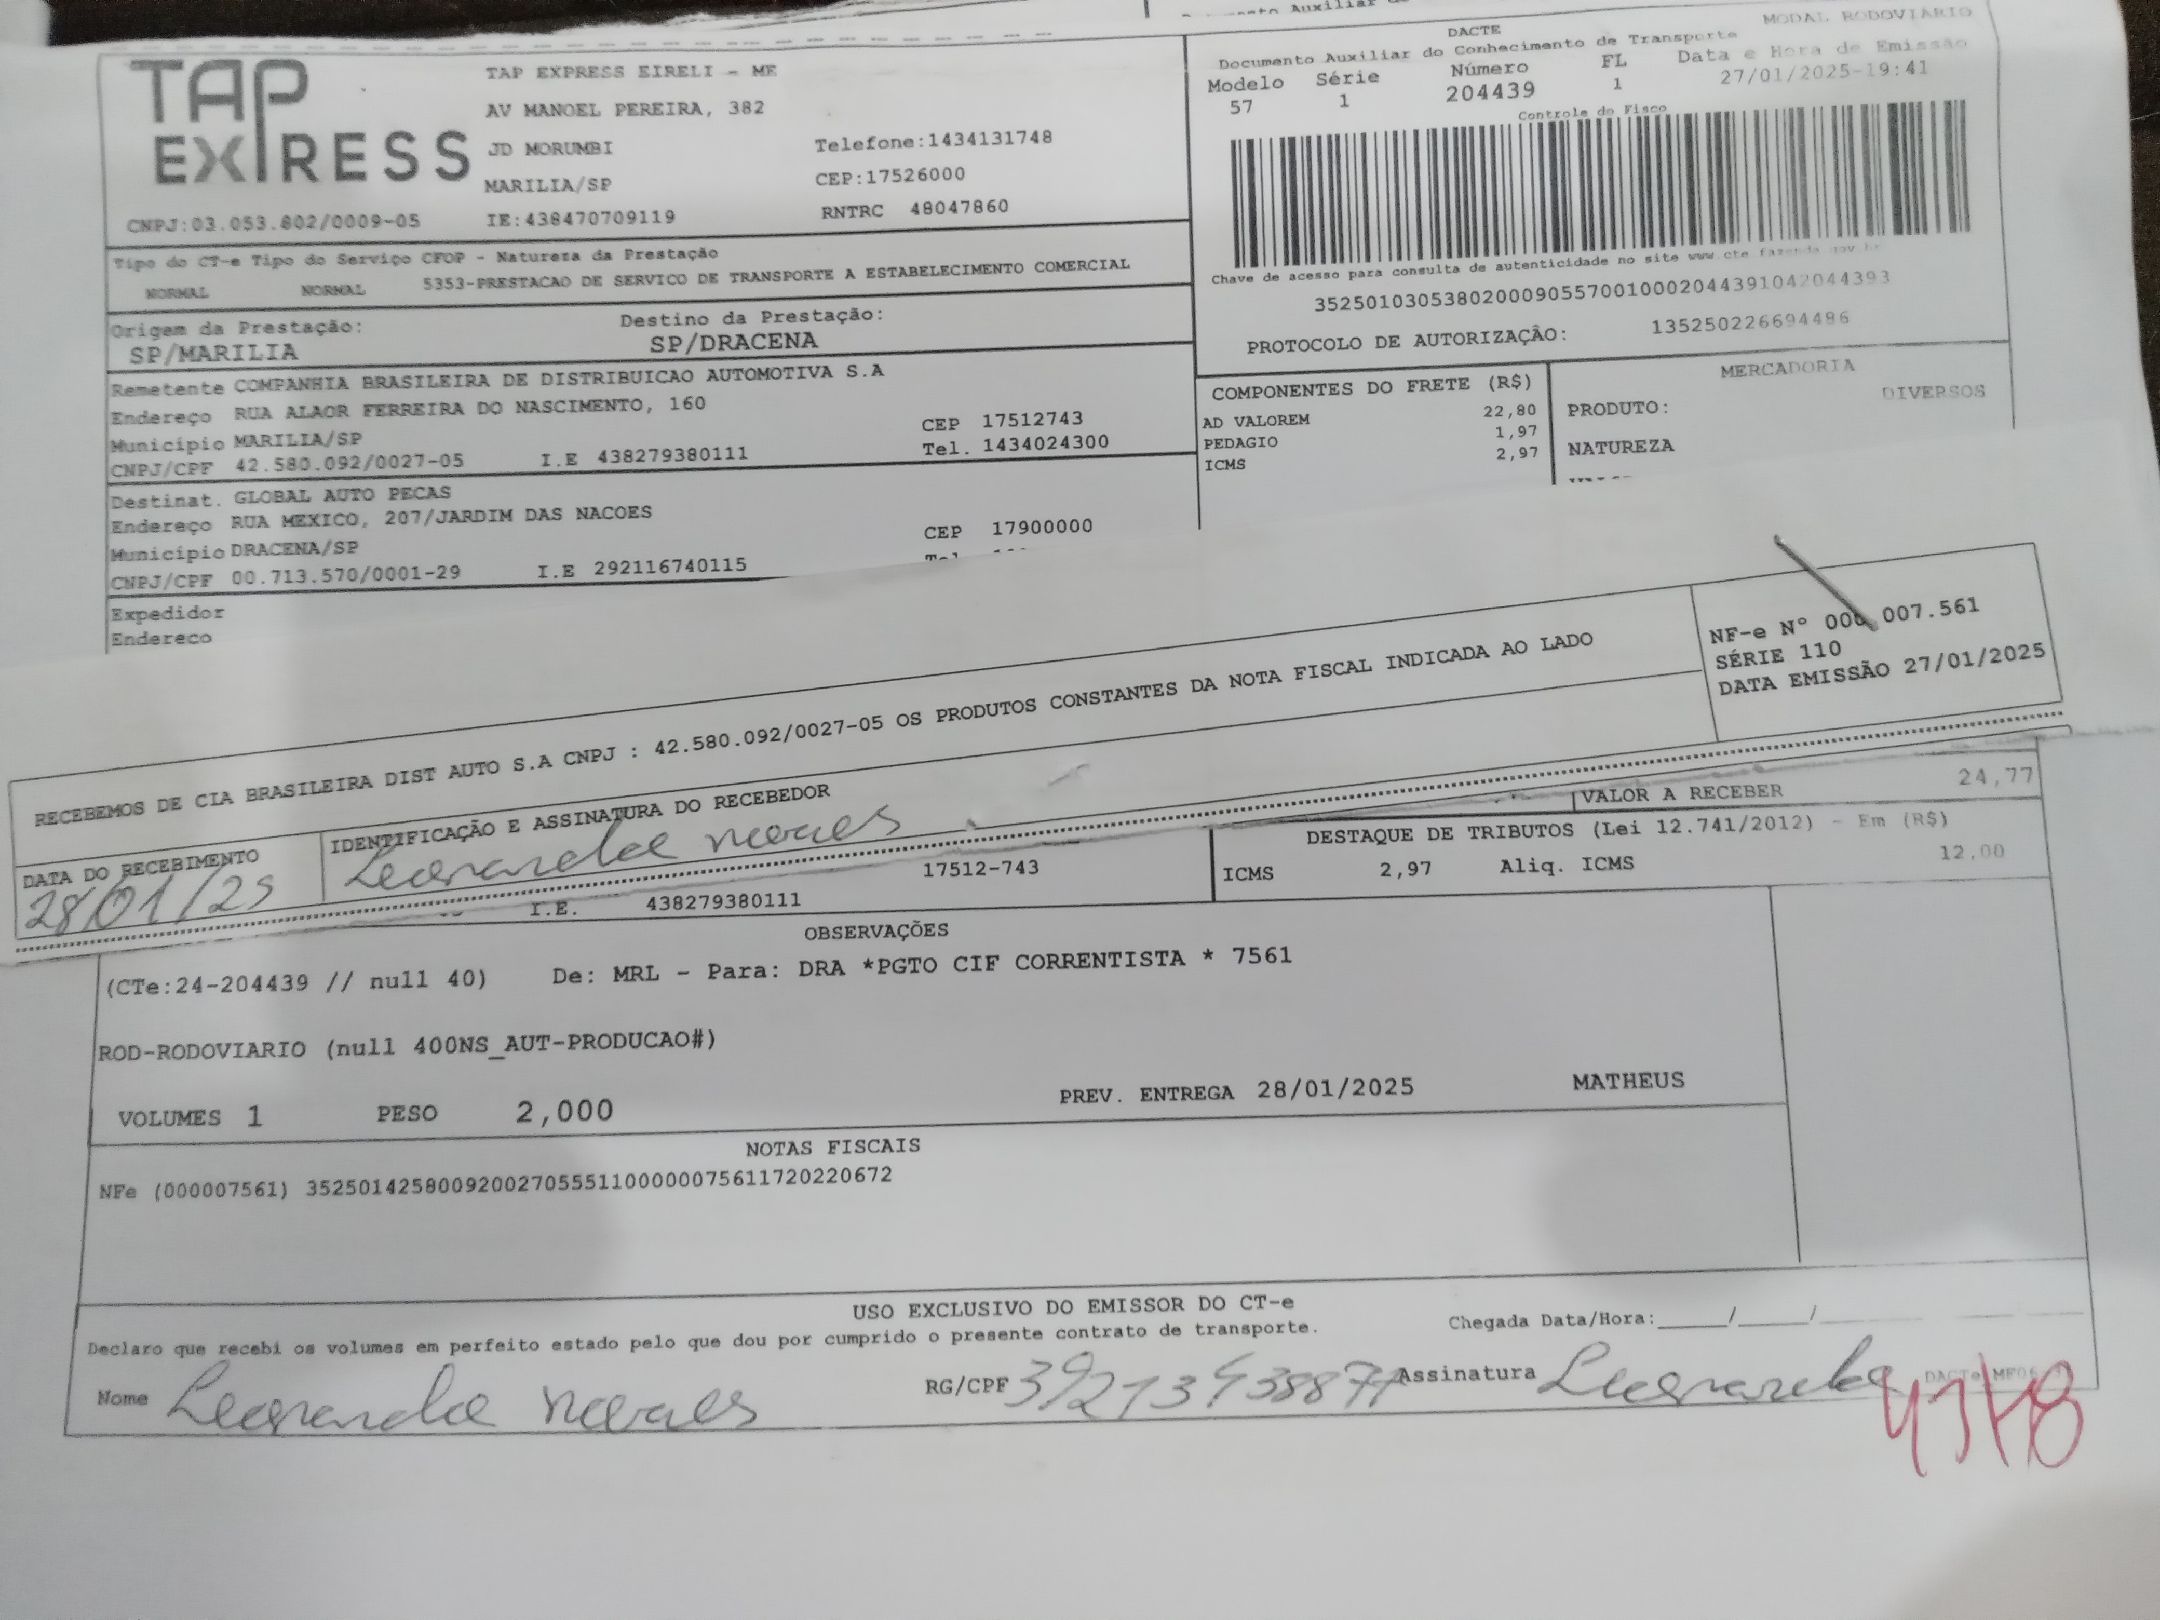 TAP EXPRESS
TAP EXPRESS EIRELI - ME
AV MANOEL PEREIRA, 382
JD MORUMBI Telefone:1434131748
MARILIA/SP CEP:17526000
CNPJ:03.053.802/0009-05 IE:438470709119 RNTRC 48047860
DACTE MODAL RODOVIÁRIO
Documento Auxiliar do Conhecimento de Transporte
Modelo Série Número FL Data e Hora de Emissão
57 1 204439 1 27/01/2025-19:41
Controle do Fisco
Chave de acesso para consulta de autenticidade no site www.cte.fazenda.gov.br
35250103053802000905570010002044391042044393
PROTOCOLO DE AUTORIZAÇÃO: 135250226694486
Tipo do CT-e Tipo do Serviço CFOP - Natureza da Prestação
NORMAL NORMAL 5353-PRESTACAO DE SERVICO DE TRANSPORTE A ESTABELECIMENTO COMERCIAL
Origem da Prestação: Destino da Prestação:
SP/MARILIA SP/DRACENA
Remetente COMPANHIA BRASILEIRA DE DISTRIBUICAO AUTOMOTIVA S.A
Endereço RUA ALAOR FERREIRA DO NASCIMENTO, 160 CEP 17512743
Município MARILIA/SP Tel. 1434024300
CNPJ/CPF 42.580.092/0027-05 I.E 438279380111
COMPONENTES DO FRETE (R$)
AD VALOREM 22,80
PEDAGIO 1,97
ICMS 2,97
MERCADORIA
PRODUTO: DIVERSOS
NATUREZA
Destinat. GLOBAL AUTO PECAS
Endereço RUA MEXICO, 207/JARDIM DAS NACOES CEP 17900000
Município DRACENA/SP
CNPJ/CPF 00.713.570/0001-29 I.E 292116740115
Expedidor
Endereco
RECEBEMOS DE CIA BRASILEIRA DIST AUTO S.A CNPJ : 42.580.092/0027-05 OS PRODUTOS CONSTANTES DA NOTA FISCAL INDICADA AO LADO
NF-e Nº 000.007.561
SÉRIE 110
DATA EMISSÃO 27/01/2025
DATA DO RECEBIMENTO IDENTIFICAÇÃO E ASSINATURA DO RECEBEDOR
28/01/25
VALOR A RECEBER 24,77
DESTAQUE DE TRIBUTOS (Lei 12.741/2012) - Em (R$)
ICMS 2,97 Aliq. ICMS 12,00
17512-743
I.E. 438279380111
OBSERVAÇÕES
(CTe:24-204439 // null 40) De: MRL - Para: DRA *PGTO CIF CORRENTISTA * 7561
ROD-RODOVIARIO (null 400NS_AUT-PRODUCAO#)
VOLUMES 1 PESO 2,000 PREV. ENTREGA 28/01/2025 MATHEUS
NOTAS FISCAIS
NFe (000007561) 35250142580092002705551100000075611720220672
USO EXCLUSIVO DO EMISSOR DO CT-e
Declaro que recebi os volumes em perfeito estado pelo que dou por cumprido o presente contrato de transporte. Chegada Data/Hora:______/______/
Nome RG/CPF Assinatura